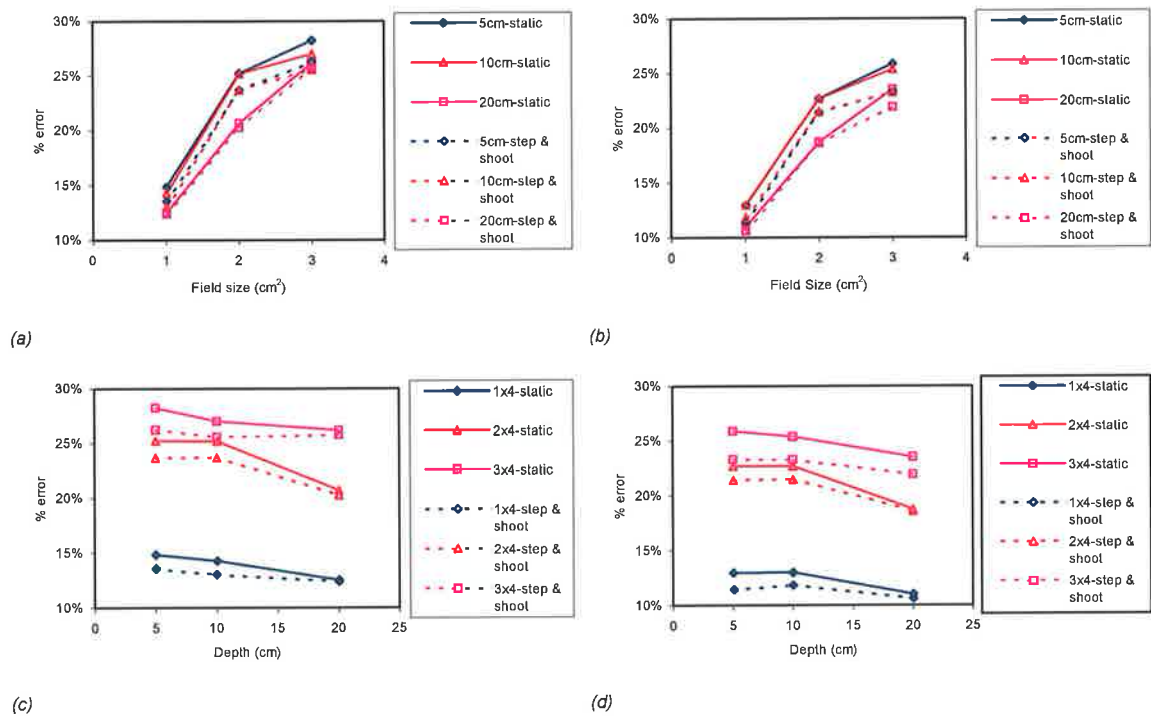 30%
25%
20%
15%
10%
% error
0
1
2
3
4
Field size (cm²)
5cm-static
10cm-static
20cm-static
5cm-step &
shoot
10cm-step &
shoot
20cm-step &
shoot
(a)
30%
25%
20%
15%
10%
% error
0
1
2
3
4
Field Size (cm²)
5cm-static
10cm-static
20cm-static
5cm-step &
shoot
10cm-step &
shoot
20cm-step &
shoot
(b)
30%
25%
20%
15%
10%
% error
0
5
10
15
20
25
Depth (cm)
1x4-static
2x4-static
3x4-static
1x4-step &
shoot
2x4-step &
shoot
3x4-step &
shoot
(c)
30%
25%
20%
15%
10%
% error
0
5
10
15
20
25
Depth (cm)
1x4-static
2x4-static
3x4-static
1x4-step &
shoot
2x4-step &
shoot
3x4-step &
shoot
(d)